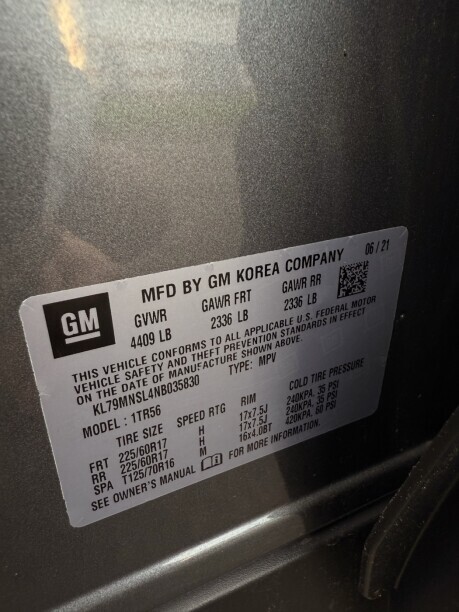 GM
MFD BY GM KOREA COMPANY 06 / 21
GVWR GAWR FRT GAWR RR
4409 LB 2336 LB 2336 LB
THIS VEHICLE CONFORMS TO ALL APPLICABLE U.S. FEDERAL MOTOR
VEHICLE SAFETY AND THEFT PREVENTION STANDARDS IN EFFECT
ON THE DATE OF MANUFACTURE SHOWN ABOVE.
KL79MNSL4NB035830 TYPE: MPV
MODEL : 1TR56
TIRE SIZE SPEED RTG RIM COLD TIRE PRESSURE
FRT 225/60R17 H 17x7.5J 240KPA, 35 PSI
RR 225/60R17 H 17x7.5J 240KPA, 35 PSI
SPA T125/70R16 M 16x4.0BT 420KPA, 60 PSI
SEE OWNER'S MANUAL FOR MORE INFORMATION.